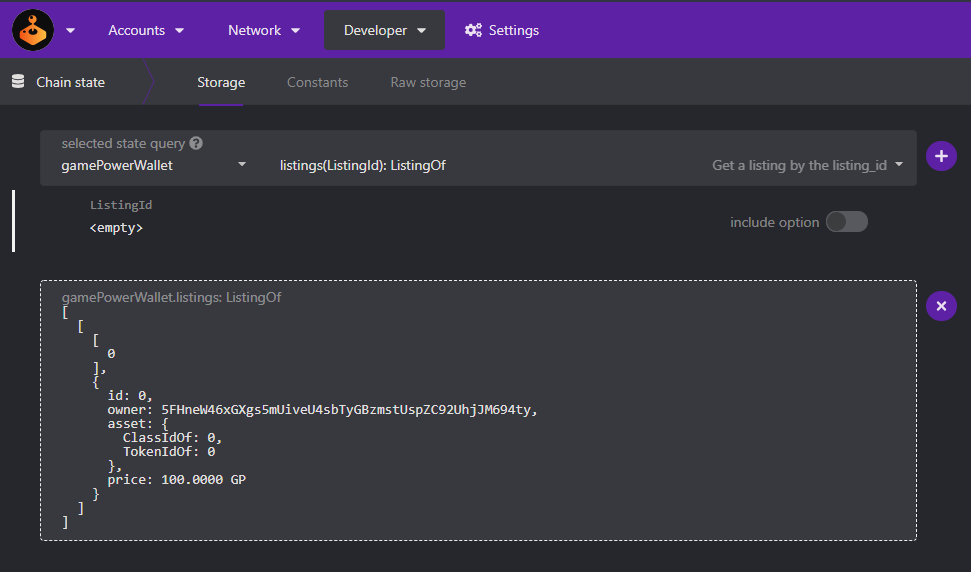 Accounts Network Developer Settings
Chain state Storage Constants Raw storage
selected state query ?
gamePowerWallet listings(ListingId): ListingOf Get a listing by the listing_id
ListingId
<empty>
include option
gamePowerWallet.listings: ListingOf
[
[
[
0
],
{
id: 0,
owner: 5FHneW46xGXgs5mUiveU4sbTyGBzmstUspZC92UhjJM694ty,
asset: {
ClassIdOf: 0,
TokenIdOf: 0
},
price: 100.0000 GP
}
]
]